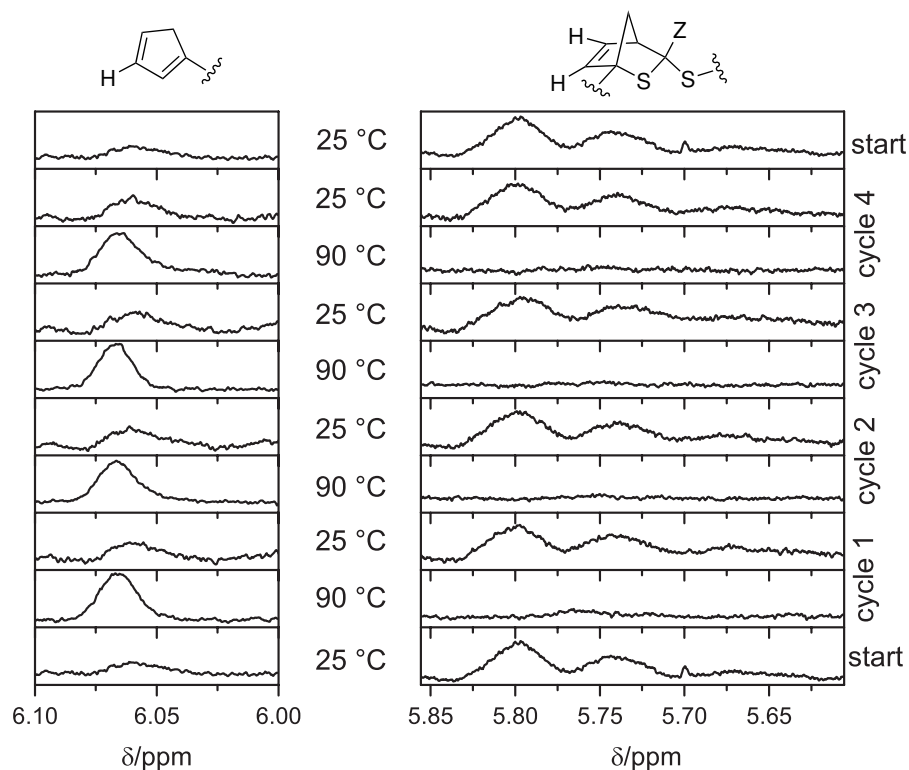 H
H
H
Z
S
S
25 °C
start
25 °C
cycle 4
90 °C
25 °C
cycle 3
90 °C
25 °C
cycle 2
90 °C
25 °C
cycle 1
90 °C
25 °C
start
6.10 6.05 6.00
5.85 5.80 5.75 5.70 5.65
δ/ppm
δ/ppm